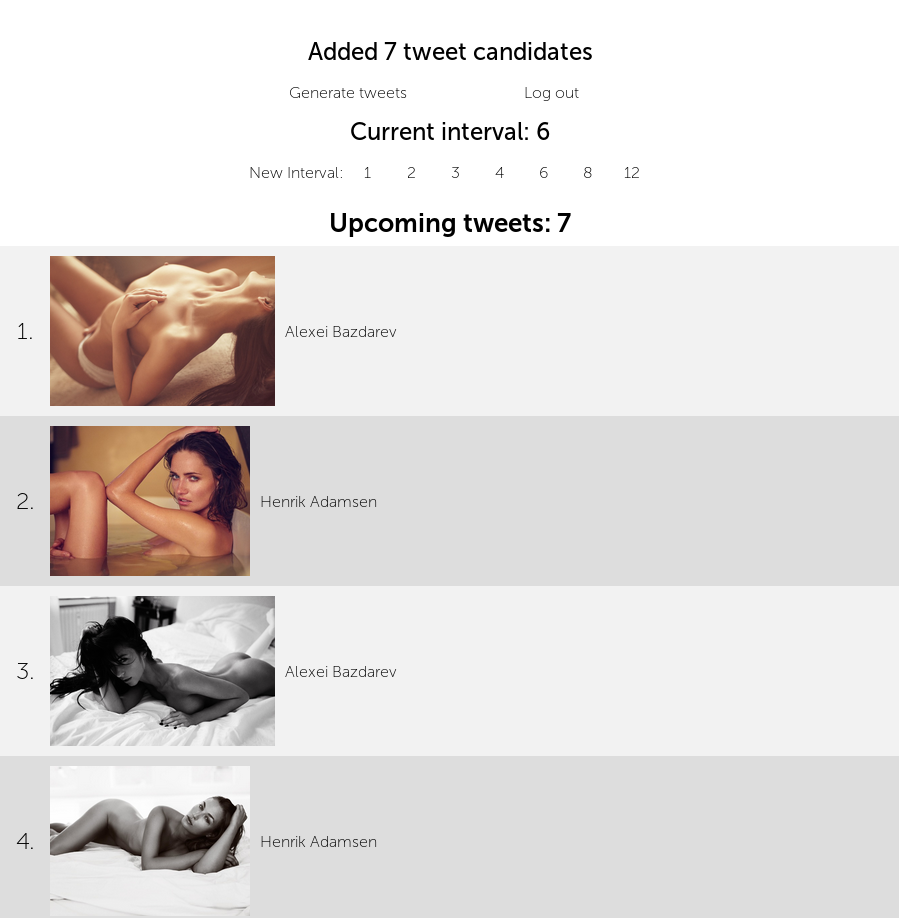 Added 7 tweet candidates
Generate tweets Log out
Current interval: 6
New Interval: 1 2 3 4 6 8 12
Upcoming tweets: 7
1. Alexei Bazdarev
2. Henrik Adamsen
3. Alexei Bazdarev
4. Henrik Adamsen